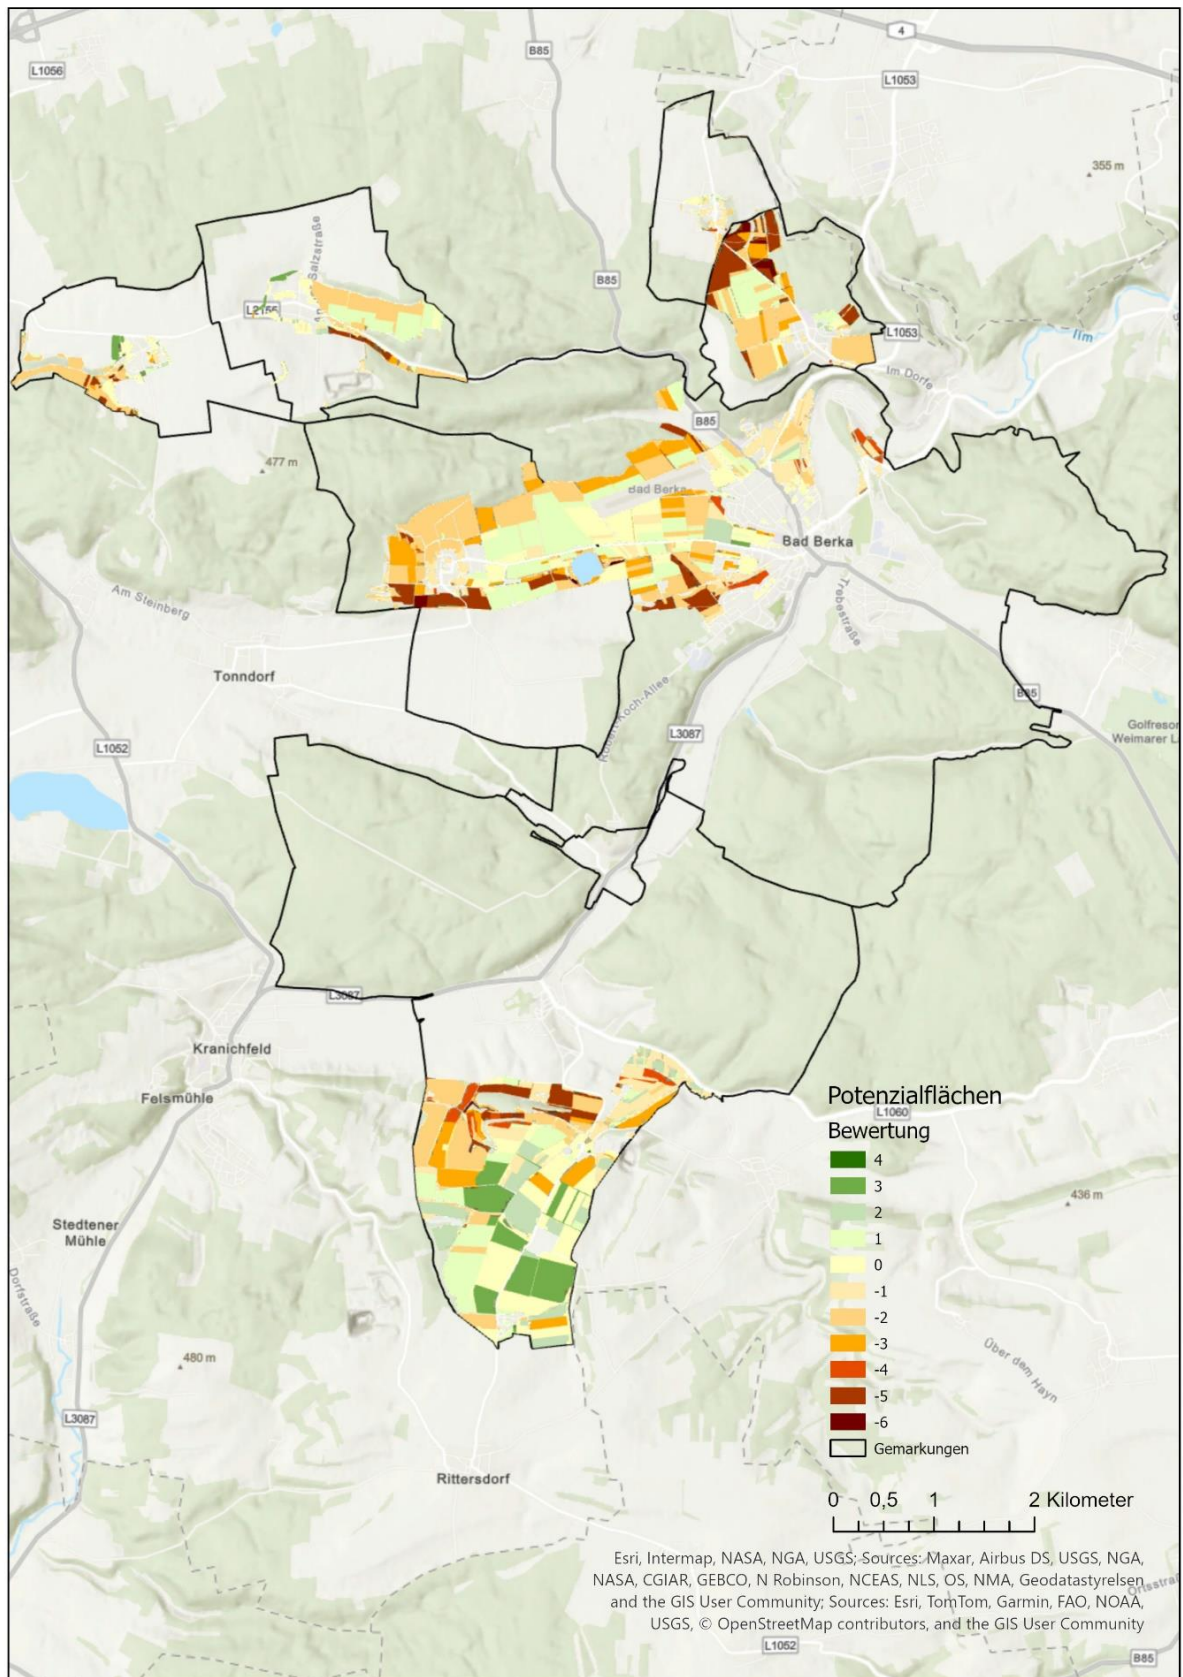 B85
4
L1056
L1053
355 m
Salzstraße
B85
L2155
L1053
Ilm
Im Dorfe
B85
477 m
Bad Berka
Bad Berka
Am Steinberg
Trebestraße
Tonndorf
B85
L3087
Golfresor
Weimarer L
L1052
L3087
Kranichfeld
Felsmühle
Potenzialflächen
L1060
Bewertung
4
3
2
1
0
-1
-2
-3
-4
-5
-6
Gemarkungen
436 m
Stedtener
Mühle
Dorfstraße
Über dem Hayn
480 m
L3087
Rittersdorf
0 0,5 1 2 Kilometer
Esri, Intermap, NASA, NGA, USGS; Sources: Maxar, Airbus DS, USGS, NGA,
NASA, CGIAR, GEBCO, N Robinson, NCEAS, NLS, OS, NMA, Geodatastyrelsen
and the GIS User Community; Sources: Esri, TomTom, Garmin, FAO, NOAA,
USGS, © OpenStreetMap contributors, and the GIS User Community
L1052
B85